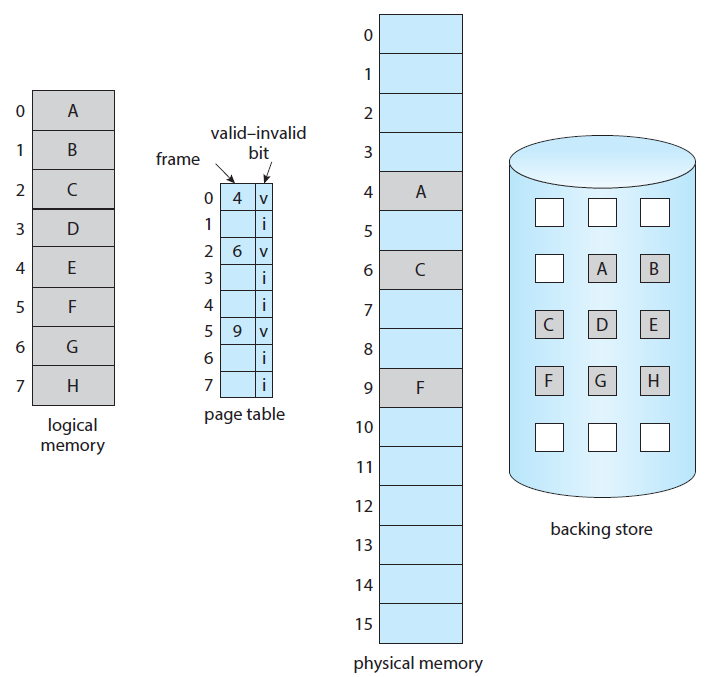 0 A
1 B
2 C
3 D
4 E
5 F
6 G
7 H
logical
memory
valid–invalid
bit
frame
0 4 v
1 i
2 6 v
3 i
4 i
5 9 v
6 i
7 i
page table
0
1
2
3
4 A
5
6 C
7
8
9 F
10
11
12
13
14
15
physical memory
A B
C D E
F G H
backing store